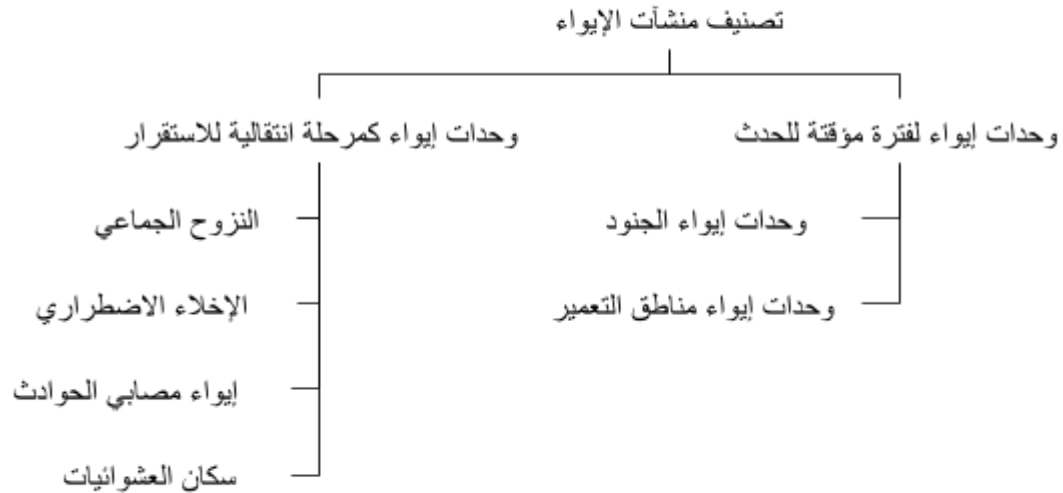 تصنيف منشآت الإيواء
وحدات إيواء لفترة مؤقتة للحدث
وحدات إيواء الجنود
وحدات إيواء مناطق التعمير
وحدات إيواء كمرحلة انتقالية للاستقرار
النزوح الجماعي
الإخلاء الاضطراري
إيواء مصابي الحوادث
سكان العشوائيات